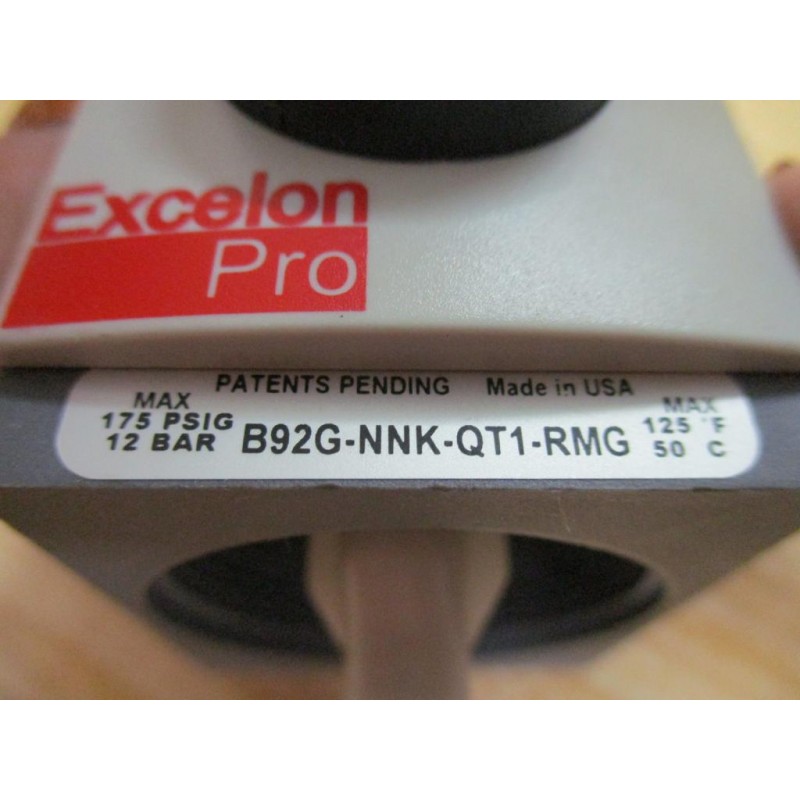 Excelon
Pro
PATENTS PENDING Made in USA
MAX
175 PSIG
12 BAR
B92G-NNK-QT1-RMG
MAX
125 °F
50 C